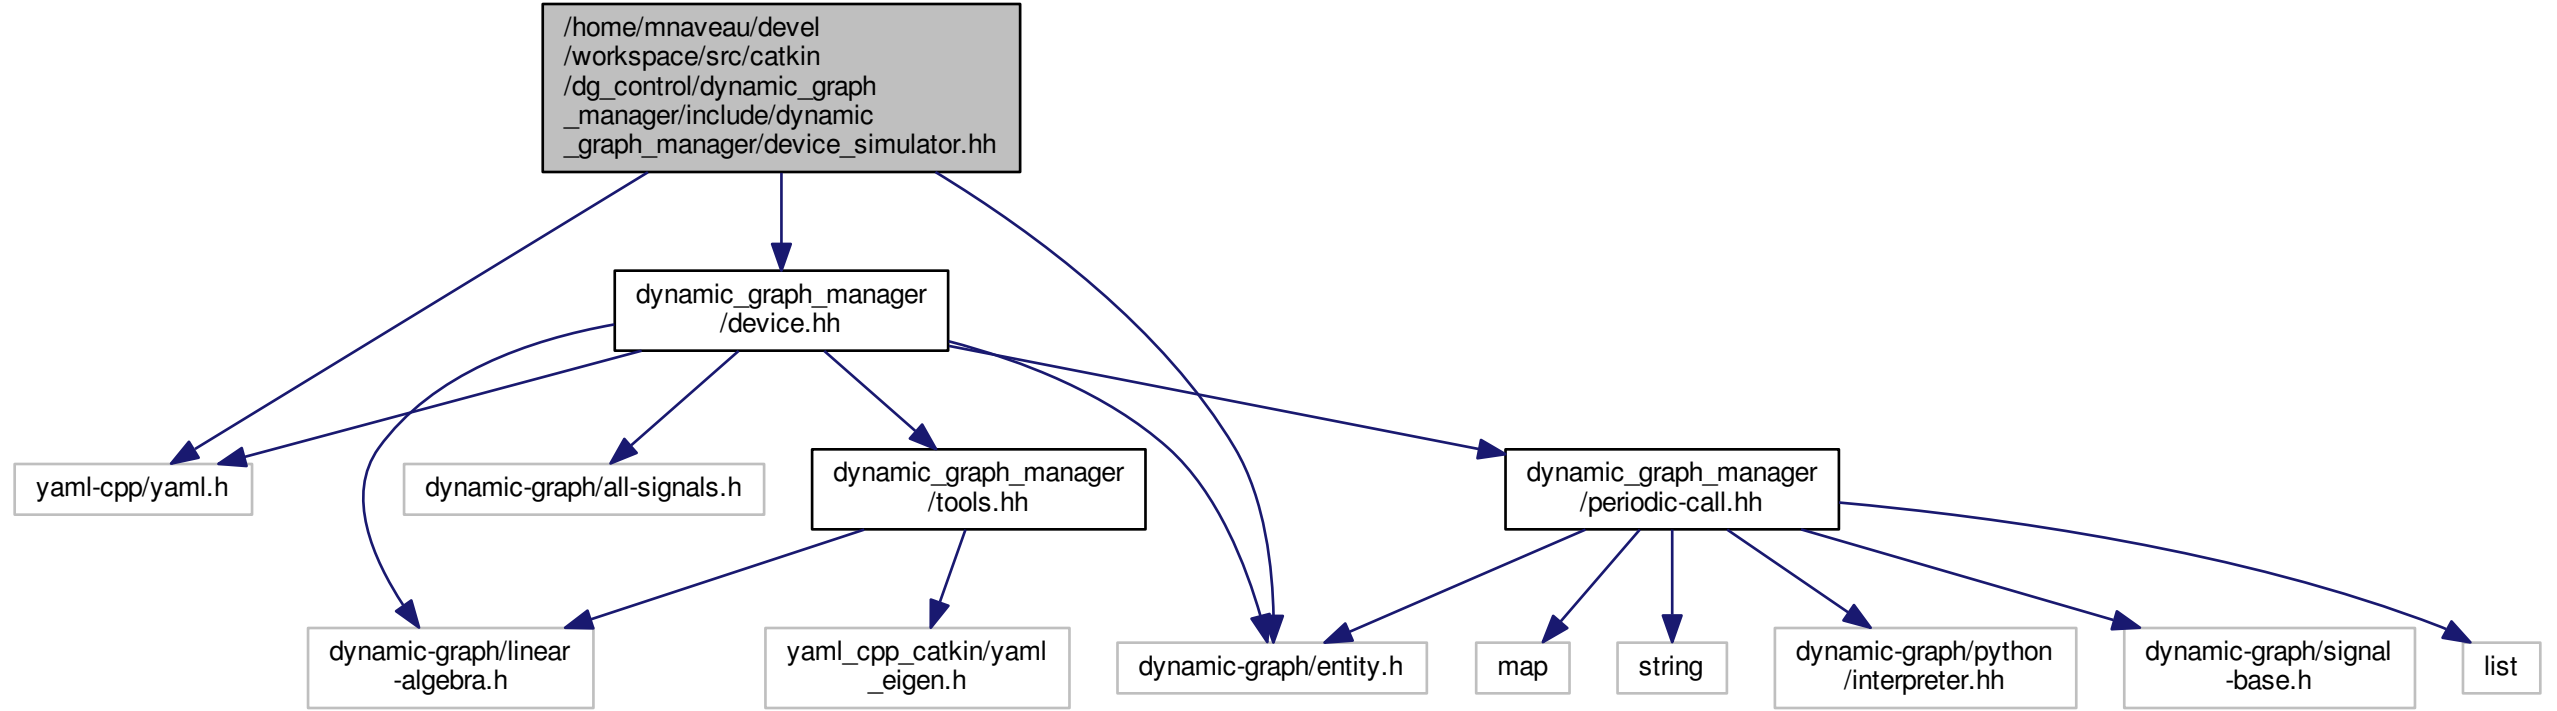 /home/mnaveau/devel
/workspace/src/catkin
/dg_control/dynamic_graph
_manager/include/dynamic
_graph_manager/device_simulator.hh
dynamic_graph_manager
/device.hh
yaml-cpp/yaml.h
dynamic-graph/all-signals.h
dynamic_graph_manager
/tools.hh
dynamic_graph_manager
/periodic-call.hh
dynamic-graph/linear
-algebra.h
yaml_cpp_catkin/yaml
_eigen.h
dynamic-graph/entity.h
map
string
dynamic-graph/python
/interpreter.hh
dynamic-graph/signal
-base.h
list